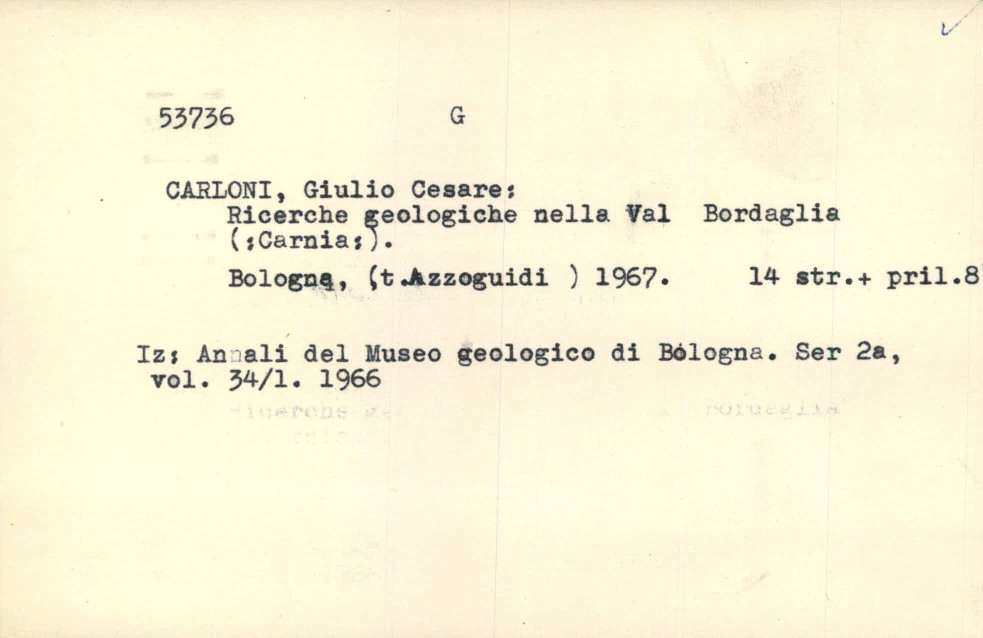 53736 G
CARLONI, Giulio Cesare:
Ricerche geologiche nella Val Bordaglia
(:Carnia:).
Bologna, (t.Azzoguidi ) 1967. 14 str.+ pril.8
Iz: Annali del Museo geologico di Bologna. Ser 2a,
vol. 34/1. 1966